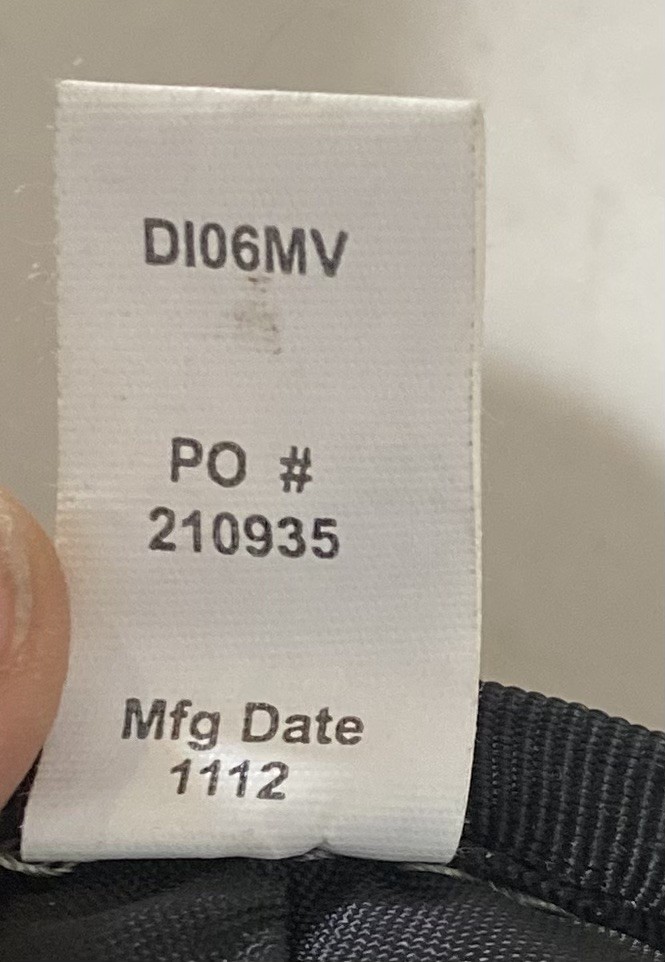 DI06MV
PO #
210935
Mfg Date
1112